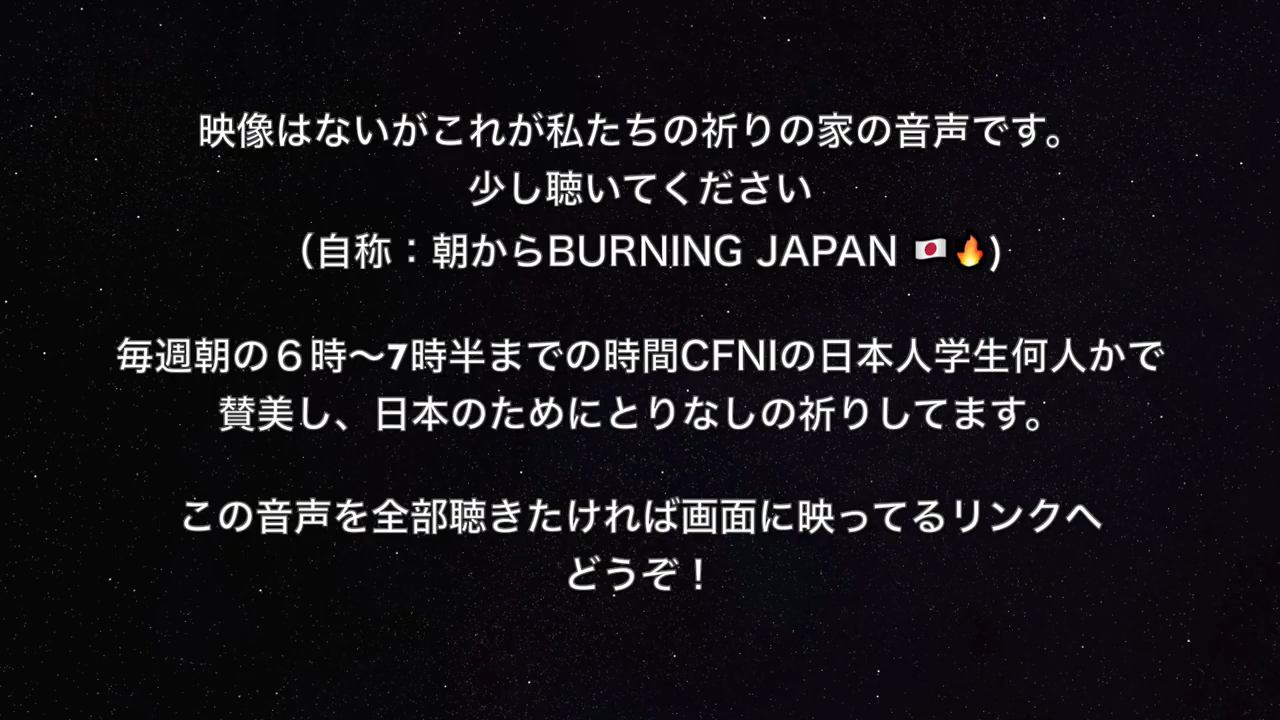 映像はないがこれが私たちの祈りの家の音声です。
少し聴いてください
（自称：朝からBURNING JAPAN 🇯🇵🔥)
毎週朝の６時〜7時半までの時間CFNIの日本人学生何人かで
賛美し、日本のためにとりなしの祈りしてます。
この音声を全部聴きたければ画面に映ってるリンクへ
どうぞ！